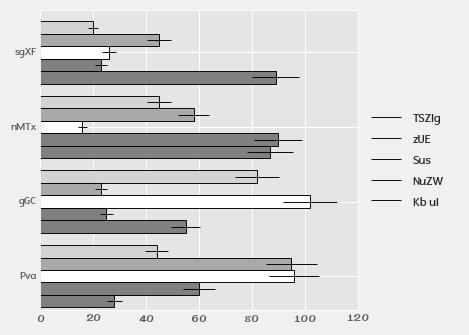 sgXF
nMTx
gGC
Pva
0 20 40 60 80 100 120
TSZIg
zUE
Sus
NuZW
Kb ul